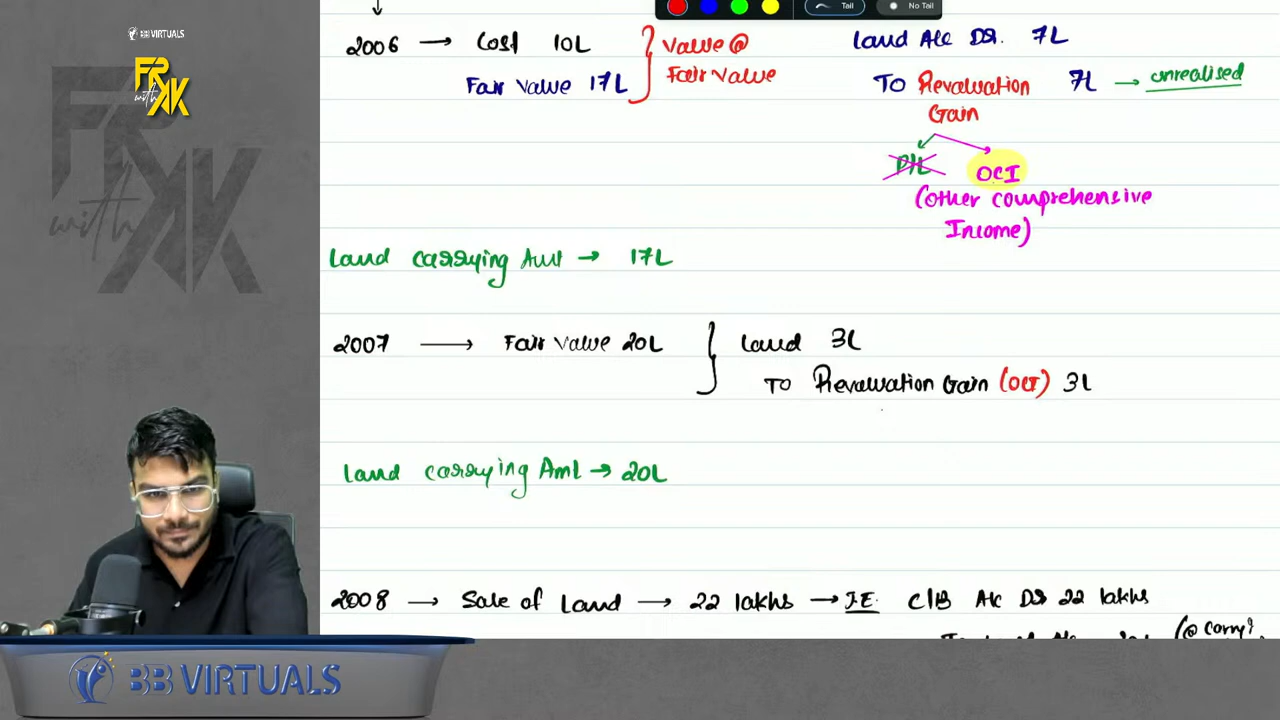 Tail
No Tail
BB VIRTUALS
FR
with
AK
FR
with
AK
2006 → Cost 10L
Fair Value 17L
Value @
Fair Value
Land A/c Dr. 7L
To Revaluation 7L → unrealised
Gain
P/L OCI
(other comprehensive
Income)
Land carrying Amt → 17L
2007 → Fair Value 20L
Land 3L
To Revaluation Gain (OCI) 3L
Land carrying Amt → 20L
2008 → Sale of Land → 22 lakhs → J.E. C/B A/c Dr 22 lakhs
BB VIRTUALS